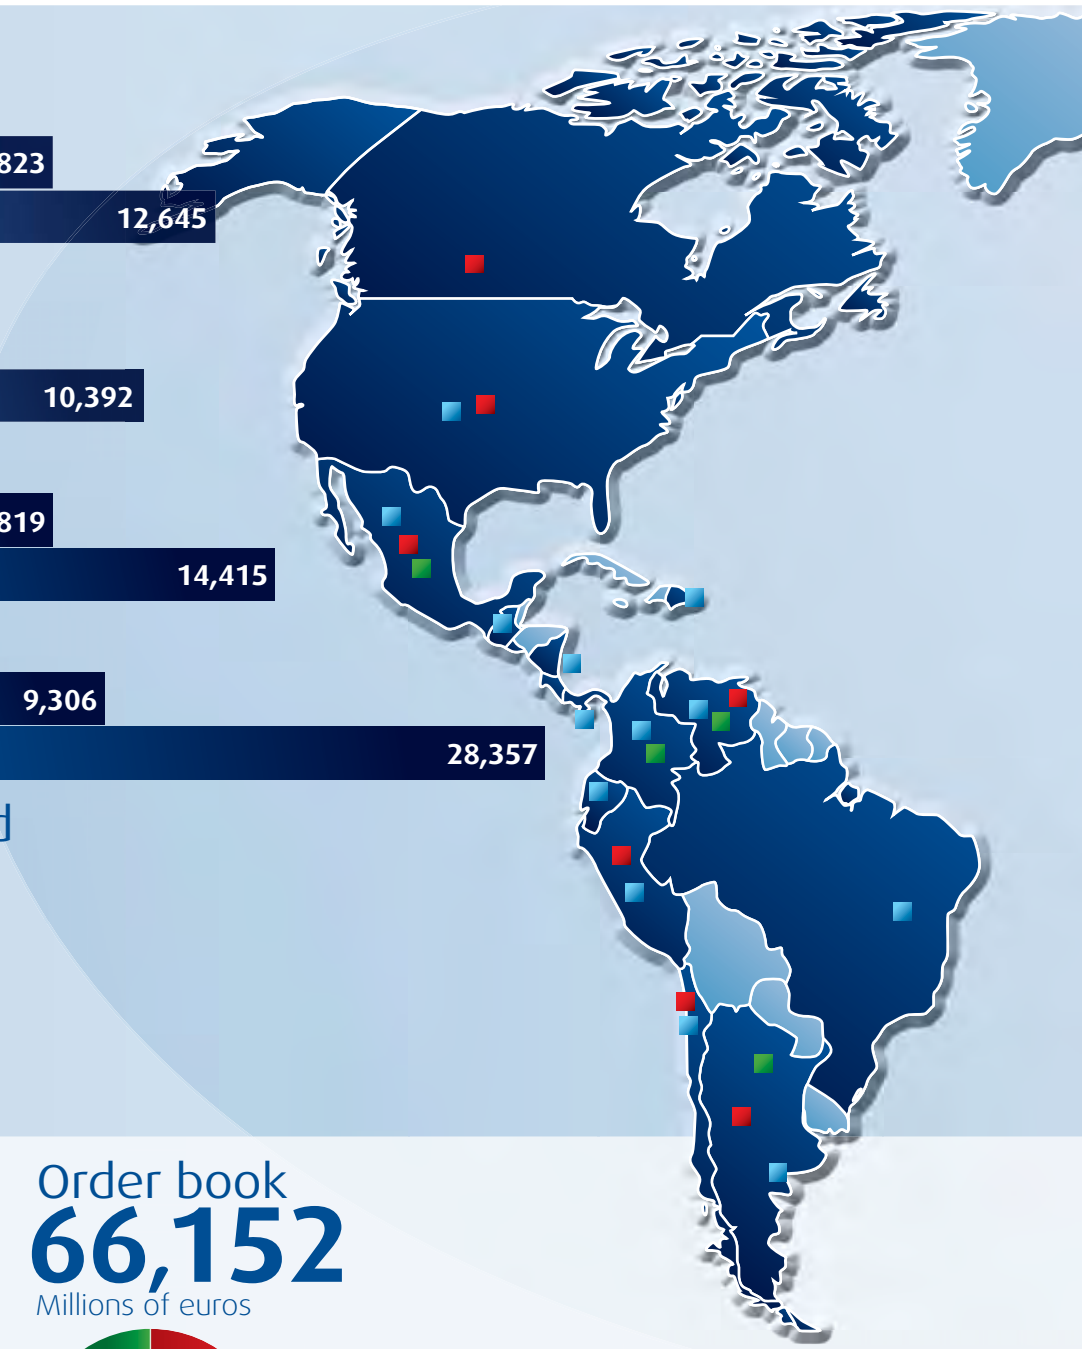 823
12,645
10,392
819
14,415
9,306
28,357
d
Order book
66,152
Millions of euros